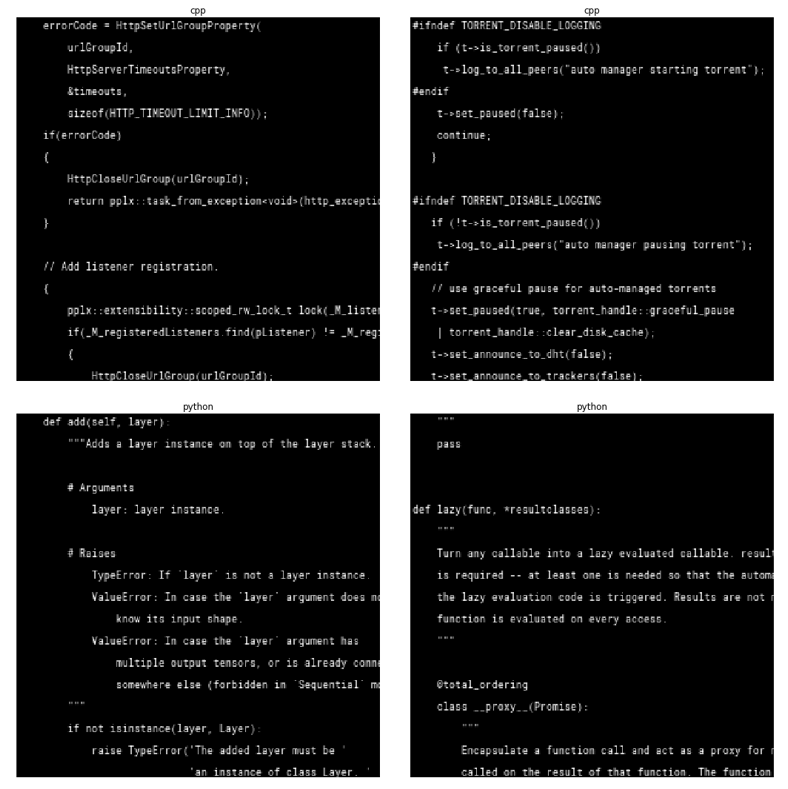 cpp
errorCode = HttpSetUrlGroupProperty(
urlGroupId,
HttpServerTimeoutsProperty,
&timeouts,
sizeof(HTTP_TIMEOUT_LIMIT_INFO));
if(errorCode)
{
HttpCloseUrlGroup(urlGroupId);
return pplx::task_from_exception<void>(http_exceptio
}
// Add listener registration.
{
pplx::extensibility::scoped_rw_lock_t lock(_M_listen
if(_M_registeredListeners.find(pListener) != _M_regi
{
HttpCloseUrlGroup(urlGroupId);
cpp
#ifndef TORRENT_DISABLE_LOGGING
if (t->is_torrent_paused())
t->log_to_all_peers("auto manager starting torrent");
#endif
t->set_paused(false);
continue;
}
#ifndef TORRENT_DISABLE_LOGGING
if (!t->is_torrent_paused())
t->log_to_all_peers("auto manager pausing torrent");
#endif
// use graceful pause for auto-managed torrents
t->set_paused(true, torrent_handle::graceful_pause
| torrent_handle::clear_disk_cache);
t->set_announce_to_dht(false);
t->set_announce_to_trackers(false);
python
def add(self, layer):
"""Adds a layer instance on top of the layer stack.
# Arguments
layer: layer instance.
# Raises
TypeError: If `layer` is not a layer instance.
ValueError: In case the `layer` argument does no
know its input shape.
ValueError: In case the `layer` argument has
multiple output tensors, or is already conne
somewhere else (forbidden in `Sequential` mo
"""
if not isinstance(layer, Layer):
raise TypeError('The added layer must be '
'an instance of class Layer. '
python
"""
pass
def lazy(func, *resultclasses):
"""
Turn any callable into a lazy evaluated callable. result
is required -- at least one is needed so that the automa
the lazy evaluation code is triggered. Results are not m
function is evaluated on every access.
"""
@total_ordering
class __proxy__(Promise):
"""
Encapsulate a function call and act as a proxy for m
called on the result of that function. The function